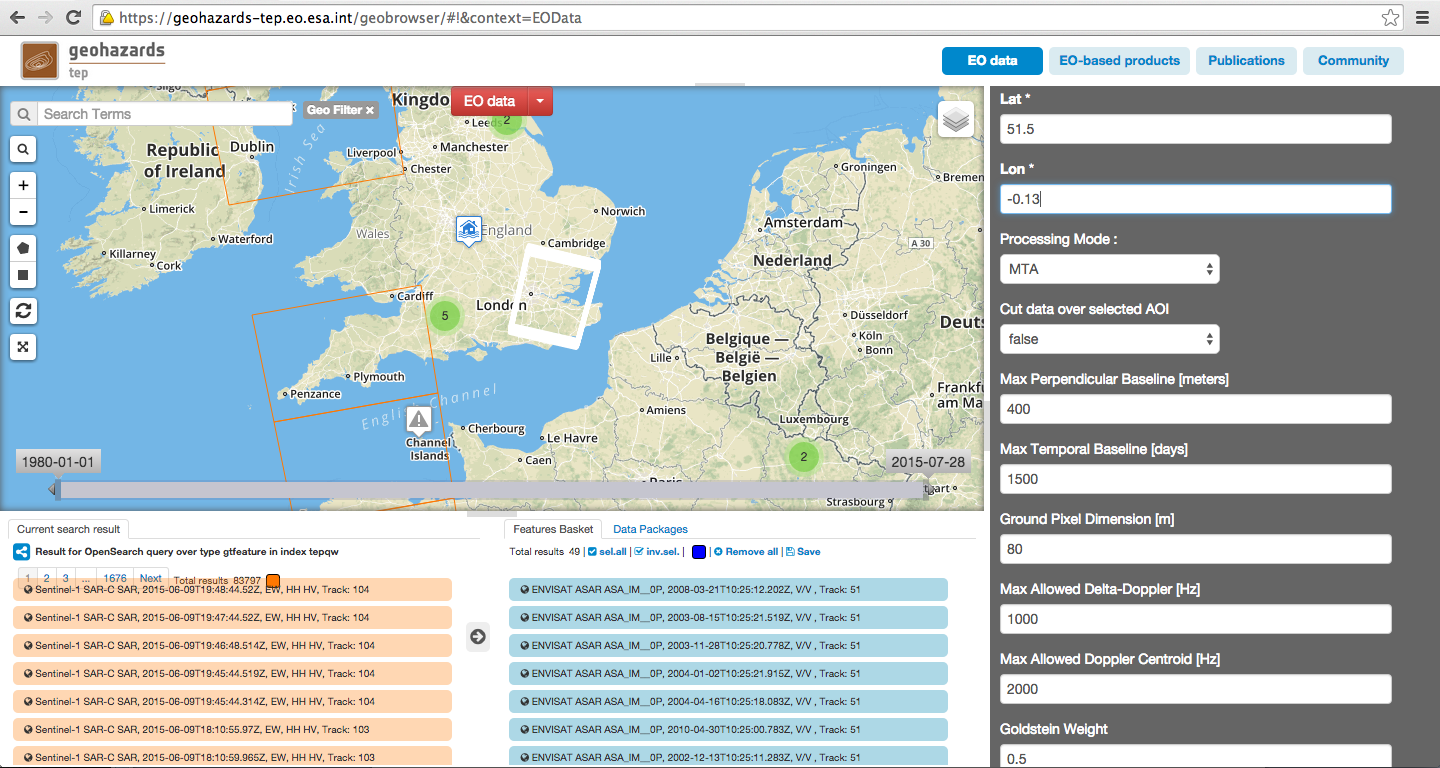 https://geohazards-tep.eo.esa.int/geobrowser/#!&context=EOData
geohazards
tep
EO data
EO-based products
Publications
Community
Search Terms
Geo Filter ×
EO data
Kingdo
Leeds
2
Manchester
Liverpool
Chester
Irish Sea
Republic
of Ireland
Dublin
Limerick
Waterford
Killarney
Cork
Wales
England
Norwich
Cambridge
Cardiff
5
London
Plymouth
Penzance
English Channel
Channel
Islands
Cherbourg
Le Havre
Caen
Amiens
Lille
Groningen
Bremen
Amsterdam
Nederland
A 30
Düsseldorf
Köln
Bonn
Deuts
Belgique —
België —
Belgien
Frankfu
am Ma
Luxembourg
2
Strasbourg
Paris
1980-01-01
2015-07-28
+
−
Current search result
Result for OpenSearch query over type gtfeature in index tepqw
1 2 3 ... 1676 Next Total results 83797
Sentinel-1 SAR-C SAR, 2015-06-09T19:48:44.52Z, EW, HH HV, Track: 104
Sentinel-1 SAR-C SAR, 2015-06-09T19:47:44.52Z, EW, HH HV, Track: 104
Sentinel-1 SAR-C SAR, 2015-06-09T19:46:48.514Z, EW, HH HV, Track: 104
Sentinel-1 SAR-C SAR, 2015-06-09T19:45:44.519Z, EW, HH HV, Track: 104
Sentinel-1 SAR-C SAR, 2015-06-09T19:45:44.314Z, EW, HH HV, Track: 104
Sentinel-1 SAR-C SAR, 2015-06-09T18:10:55.97Z, EW, HH HV, Track: 103
Sentinel-1 SAR-C SAR, 2015-06-09T18:10:59.965Z, EW, HH HV, Track: 103
Features Basket
Data Packages
Total results 49 | sel.all | inv.sel. | | Remove all | Save
ENVISAT ASAR ASA_IM__0P, 2008-03-21T10:25:12.202Z, V/V , Track: 51
ENVISAT ASAR ASA_IM__0P, 2003-08-15T10:25:21.519Z, V/V , Track: 51
ENVISAT ASAR ASA_IM__0P, 2003-11-28T10:25:20.778Z, V/V , Track: 51
ENVISAT ASAR ASA_IM__0P, 2004-01-02T10:25:21.915Z, V/V , Track: 51
ENVISAT ASAR ASA_IM__0P, 2004-04-16T10:25:18.083Z, V/V , Track: 51
ENVISAT ASAR ASA_IM__0P, 2010-04-30T10:25:00.783Z, V/V , Track: 51
ENVISAT ASAR ASA_IM__0P, 2002-12-13T10:25:11.283Z, V/V , Track: 51
Lat *
51.5
Lon *
-0.13
Processing Mode :
MTA
Cut data over selected AOI
false
Max Perpendicular Baseline [meters]
400
Max Temporal Baseline [days]
1500
Ground Pixel Dimension [m]
80
Max Allowed Delta-Doppler [Hz]
1000
Max Allowed Doppler Centroid [Hz]
2000
Goldstein Weight
0.5